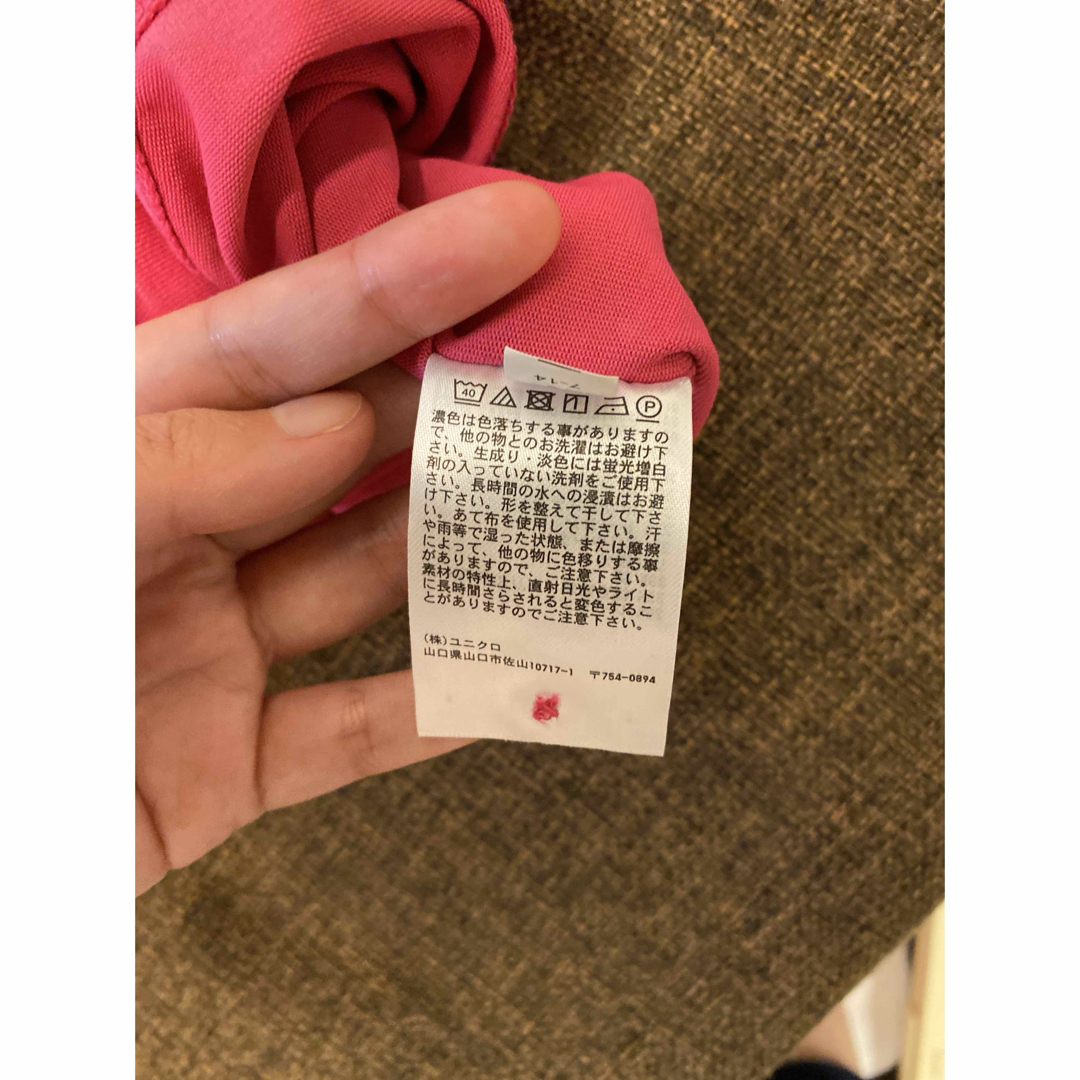 7-14
40
P
濃色は色落ちする事がありますの
で、他の物とのお洗濯はお避け下
さい。生成り・淡色には蛍光増白
剤の入っていない洗剤をご使用下
さい。長時間の水への浸漬はお避
け下さい。形を整えて干して下さ
い。あて布を使用して下さい。汗
や雨等で湿った状態、または摩擦
によって、他の物に色移りする事
がありますので、ご注意下さい。
素材の特性上、直射日光やライト
に長時間さらされると変色するこ
とがありますのでご注意下さい。
(株)ユニクロ
山口県山口市佐山10717-1 〒754-0894